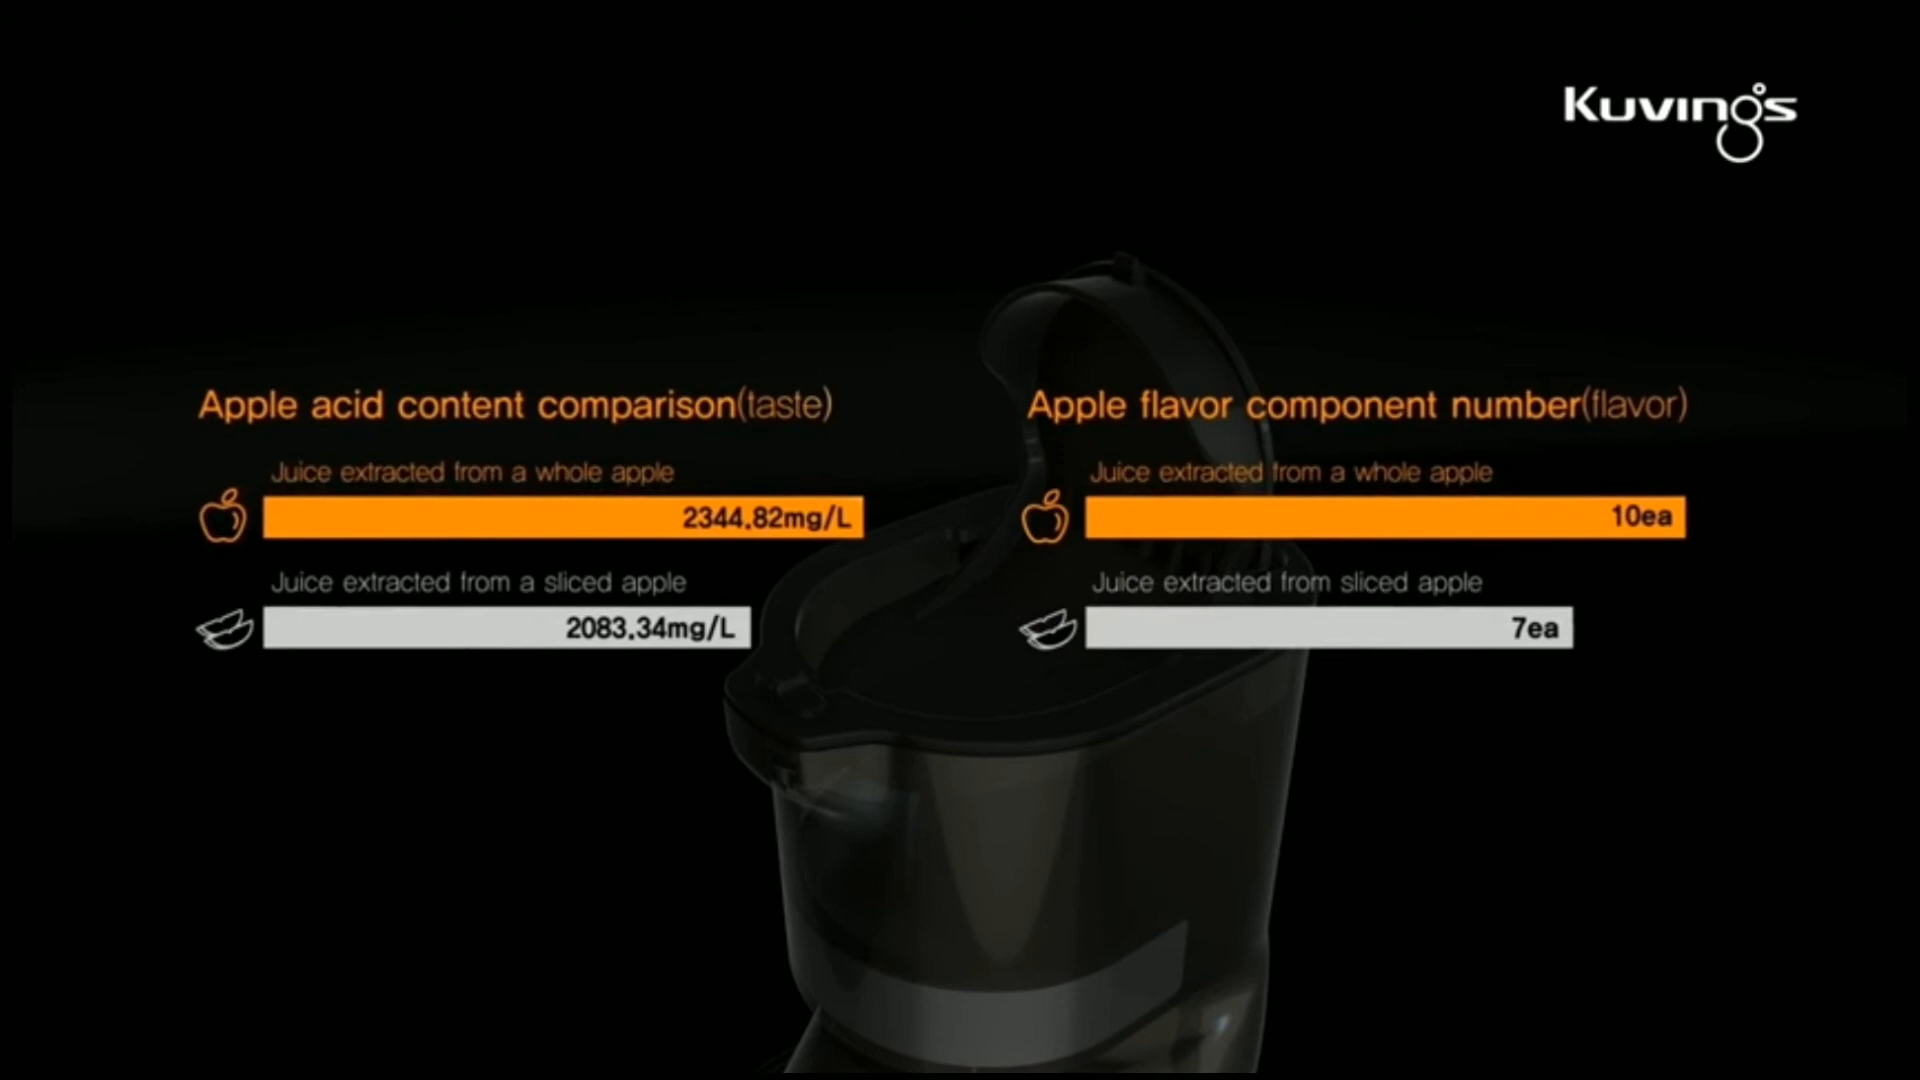 Kuvings
Apple acid content comparison(taste)
Juice extracted from a whole apple
2344.82mg/L
Juice extracted from a sliced apple
2083.34mg/L
Apple flavor component number(flavor)
Juice extracted from a whole apple
10ea
Juice extracted from sliced apple
7ea